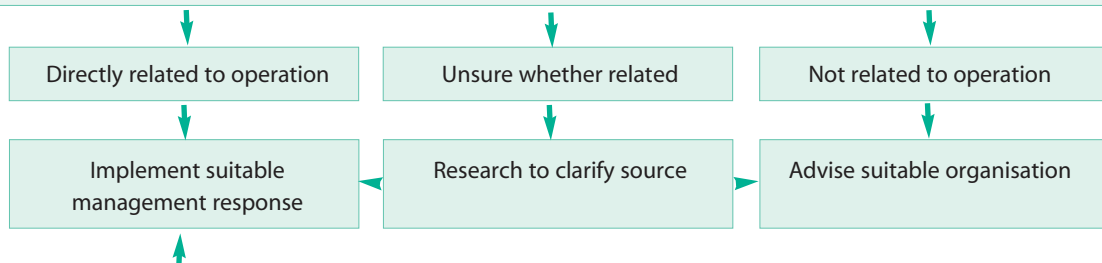 Directly related to operation
Unsure whether related
Not related to operation
Implement suitable
management response
Research to clarify source
Advise suitable organisation